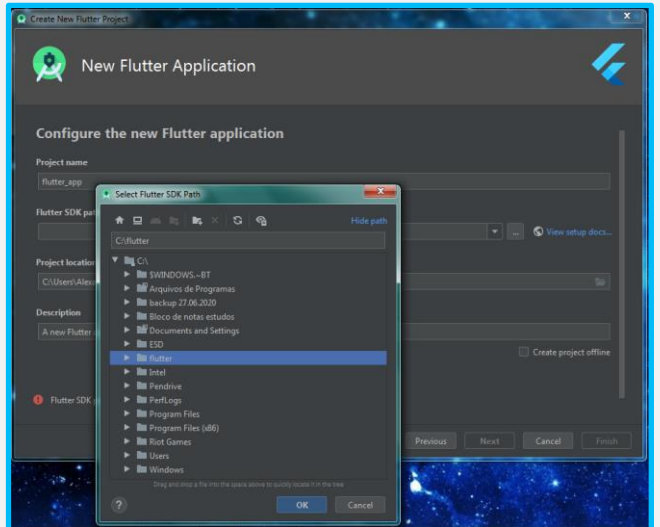 Create New Flutter Project
New Flutter Application
Configure the new Flutter application
Project name
flutter_app
Select Flutter SDK Path
Flutter SDK pat
Hide path
C:\flutter
View setup docs...
C:\
Project location
$WINDOWS.~BT
C:\Users\Alex
Arquivos de Programas
backup 27.06.2020
Bloco de notas estudos
Description
Documents and Settings
A new Flutter
ESD
Create project offline
flutter
Intel
Pendrive
Flutter SDK
PerfLogs
Program Files
Program Files (x86)
Riot Games
Previous Next Cancel Finish
Users
Windows
Drag and drop a file into the space above to quickly locate it in the tree
? OK Cancel